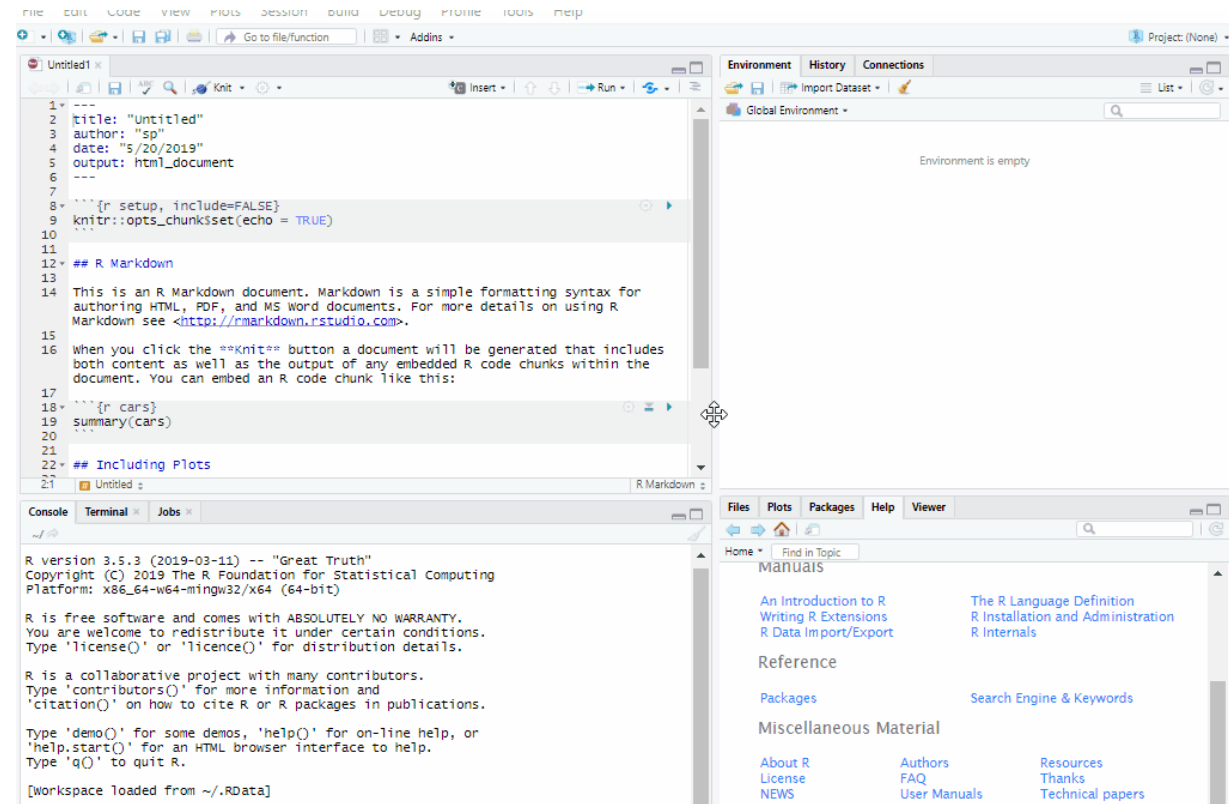 File Edit Code View Plots Session Build Debug Profile Tools Help
Go to file/function Addins Project: (None)
Untitled1
Knit Insert Run
1 ---
2 title: "Untitled"
3 author: "sp"
4 date: "5/20/2019"
5 output: html_document
6 ---
7
8 ```{r setup, include=FALSE}
9 knitr::opts_chunk$set(echo = TRUE)
10 ```
11
12 ## R Markdown
13
14 This is an R Markdown document. Markdown is a simple formatting syntax for
authoring HTML, PDF, and MS Word documents. For more details on using R
Markdown see <http://rmarkdown.rstudio.com>.
15
16 When you click the **Knit** button a document will be generated that includes
both content as well as the output of any embedded R code chunks within the
document. You can embed an R code chunk like this:
17
18 ```{r cars}
19 summary(cars)
20 ```
21
22 ## Including Plots
2:1 Untitled R Markdown
Environment History Connections
Import Dataset List
Global Environment
Environment is empty
Console Terminal Jobs
~/
R version 3.5.3 (2019-03-11) -- "Great Truth"
Copyright (C) 2019 The R Foundation for Statistical Computing
Platform: x86_64-w64-mingw32/x64 (64-bit)
R is free software and comes with ABSOLUTELY NO WARRANTY.
You are welcome to redistribute it under certain conditions.
Type 'license()' or 'licence()' for distribution details.
R is a collaborative project with many contributors.
Type 'contributors()' for more information and
'citation()' on how to cite R or R packages in publications.
Type 'demo()' for some demos, 'help()' for on-line help, or
'help.start()' for an HTML browser interface to help.
Type 'q()' to quit R.
[Workspace loaded from ~/.RData]
Files Plots Packages Help Viewer
Home Find in Topic
Manuals
An Introduction to R The R Language Definition
Writing R Extensions R Installation and Administration
R Data Import/Export R Internals
Reference
Packages Search Engine & Keywords
Miscellaneous Material
About R Authors Resources
License FAQ Thanks
NEWS User Manuals Technical papers